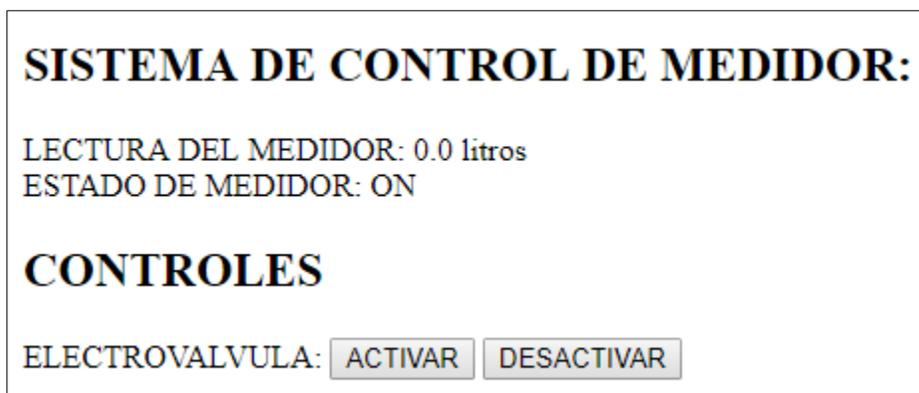 SISTEMA DE CONTROL DE MEDIDOR:
LECTURA DEL MEDIDOR: 0.0 litros
ESTADO DE MEDIDOR: ON
CONTROLES
ELECTROVALVULA: ACTIVAR DESACTIVAR